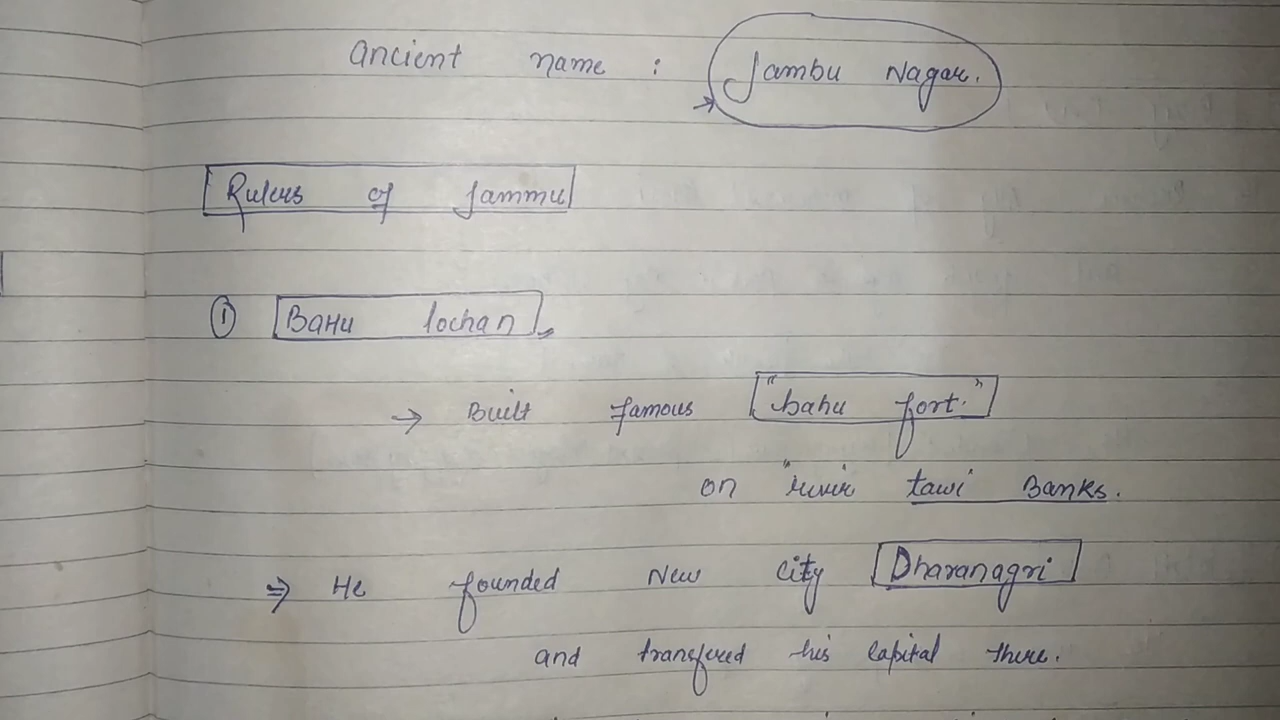 Ancient name : Jambu Nagar.
Rulers of Jammu
① Bahu lochan
→ Built famous "bahu fort."
on "river tawi" Banks.
⇒ He founded New city Dharanagri
and transfered his capital there.